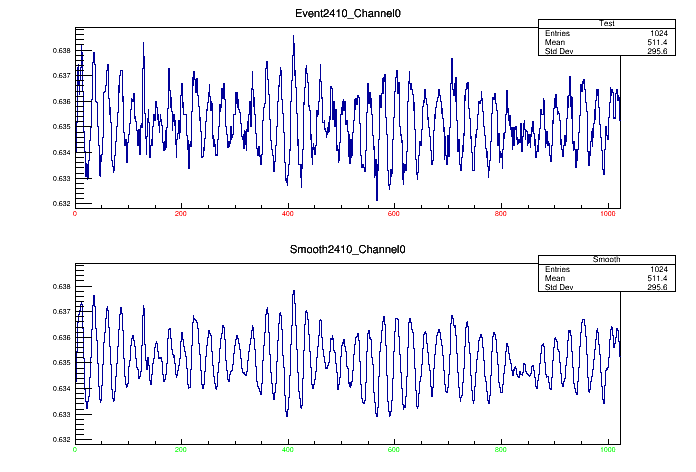 Event2410_Channel0
Test
Entries 1024
Mean 511.4
Std Dev 295.6
0.638
0.637
0.636
0.635
0.634
0.633
0.632
0 200 400 600 800 1000
Smooth2410_Channel0
Smooth
Entries 1024
Mean 511.4
Std Dev 295.6
0.638
0.637
0.636
0.635
0.634
0.633
0.632
0 200 400 600 800 1000